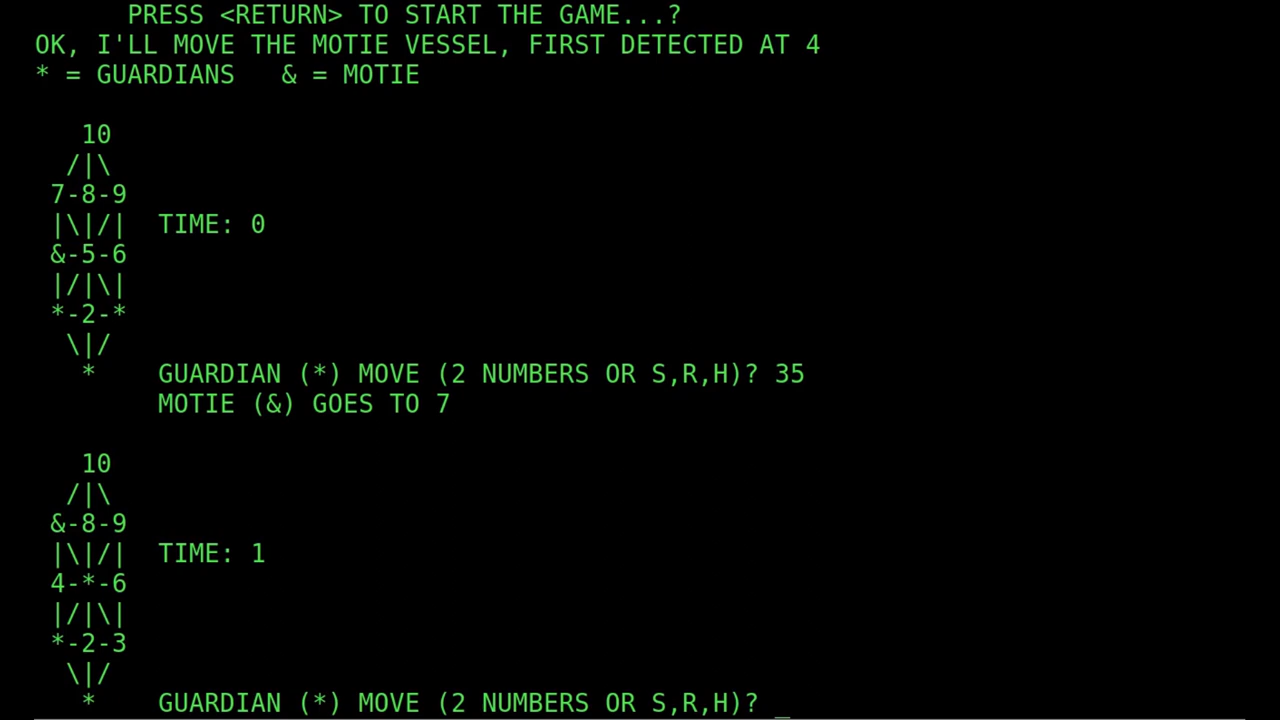 PRESS <RETURN> TO START THE GAME...?
OK, I'LL MOVE THE MOTIE VESSEL, FIRST DETECTED AT 4
* = GUARDIANS   & = MOTIE
10
/|\
7-8-9
|\|/|  TIME: 0
&-5-6
|/|\|
*-2-*
\|/
*    GUARDIAN (*) MOVE (2 NUMBERS OR S,R,H)? 35
MOTIE (&) GOES TO 7
10
/|\
&-8-9
|\|/|  TIME: 1
4-*-6
|/|\|
*-2-3
\|/
*    GUARDIAN (*) MOVE (2 NUMBERS OR S,R,H)? _